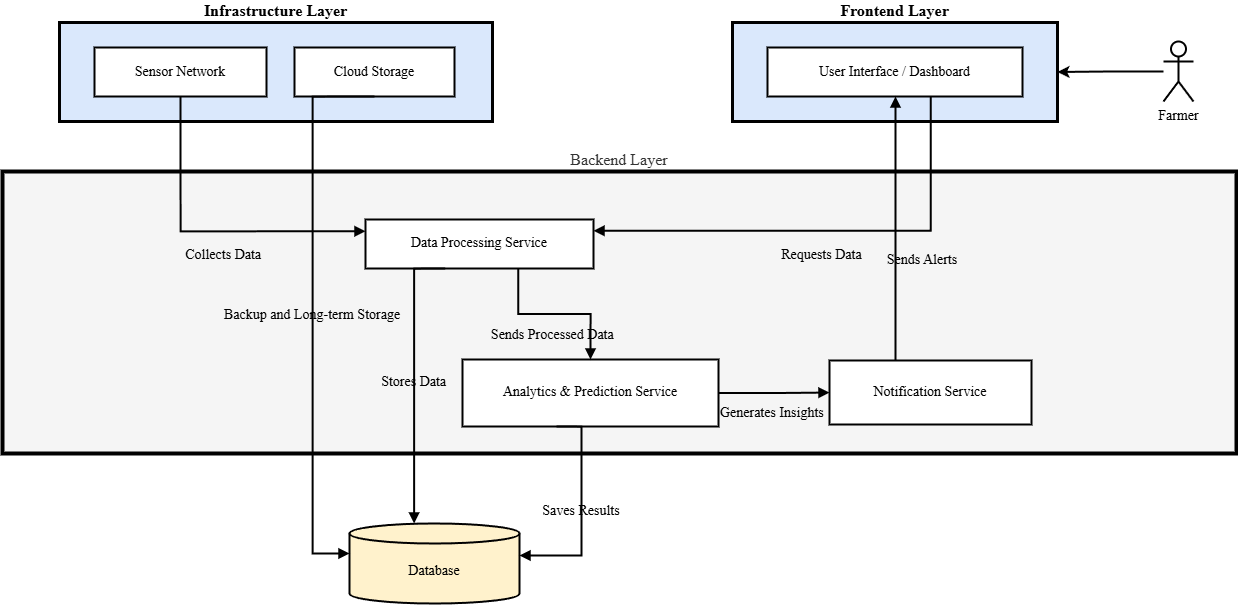 Infrastructure Layer
Frontend Layer
Sensor Network
Cloud Storage
User Interface / Dashboard
Farmer
Backend Layer
Data Processing Service
Collects Data
Requests Data
Sends Alerts
Backup and Long-term Storage
Sends Processed Data
Stores Data
Analytics & Prediction Service
Notification Service
Generates Insights
Saves Results
Database